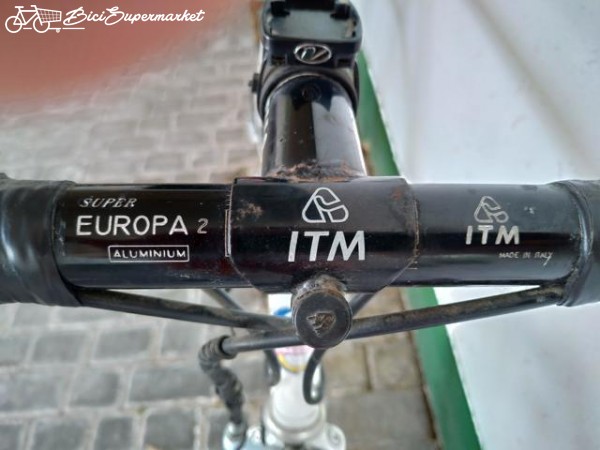 BiciSupermarket
SUPER
EUROPA 2
ALUMINIUM
ITM
ITM
MADE IN ITALY